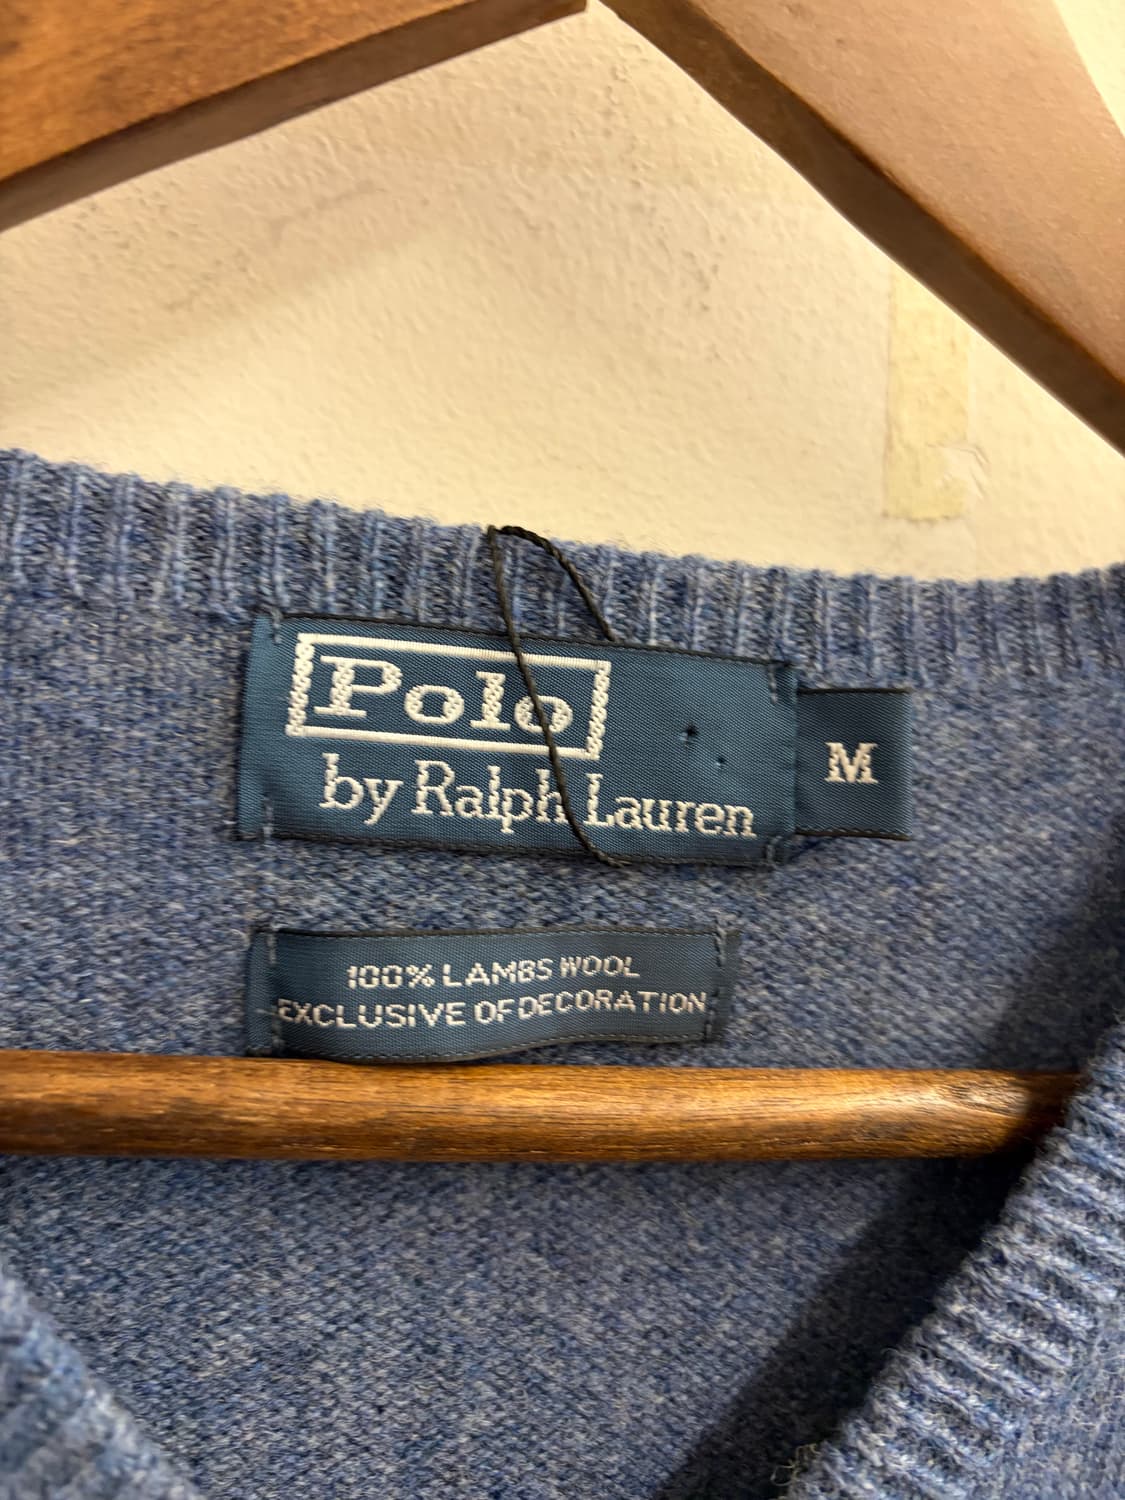 Polo
by Ralph Lauren
M
100% LAMBS WOOL
EXCLUSIVE OF DECORATION